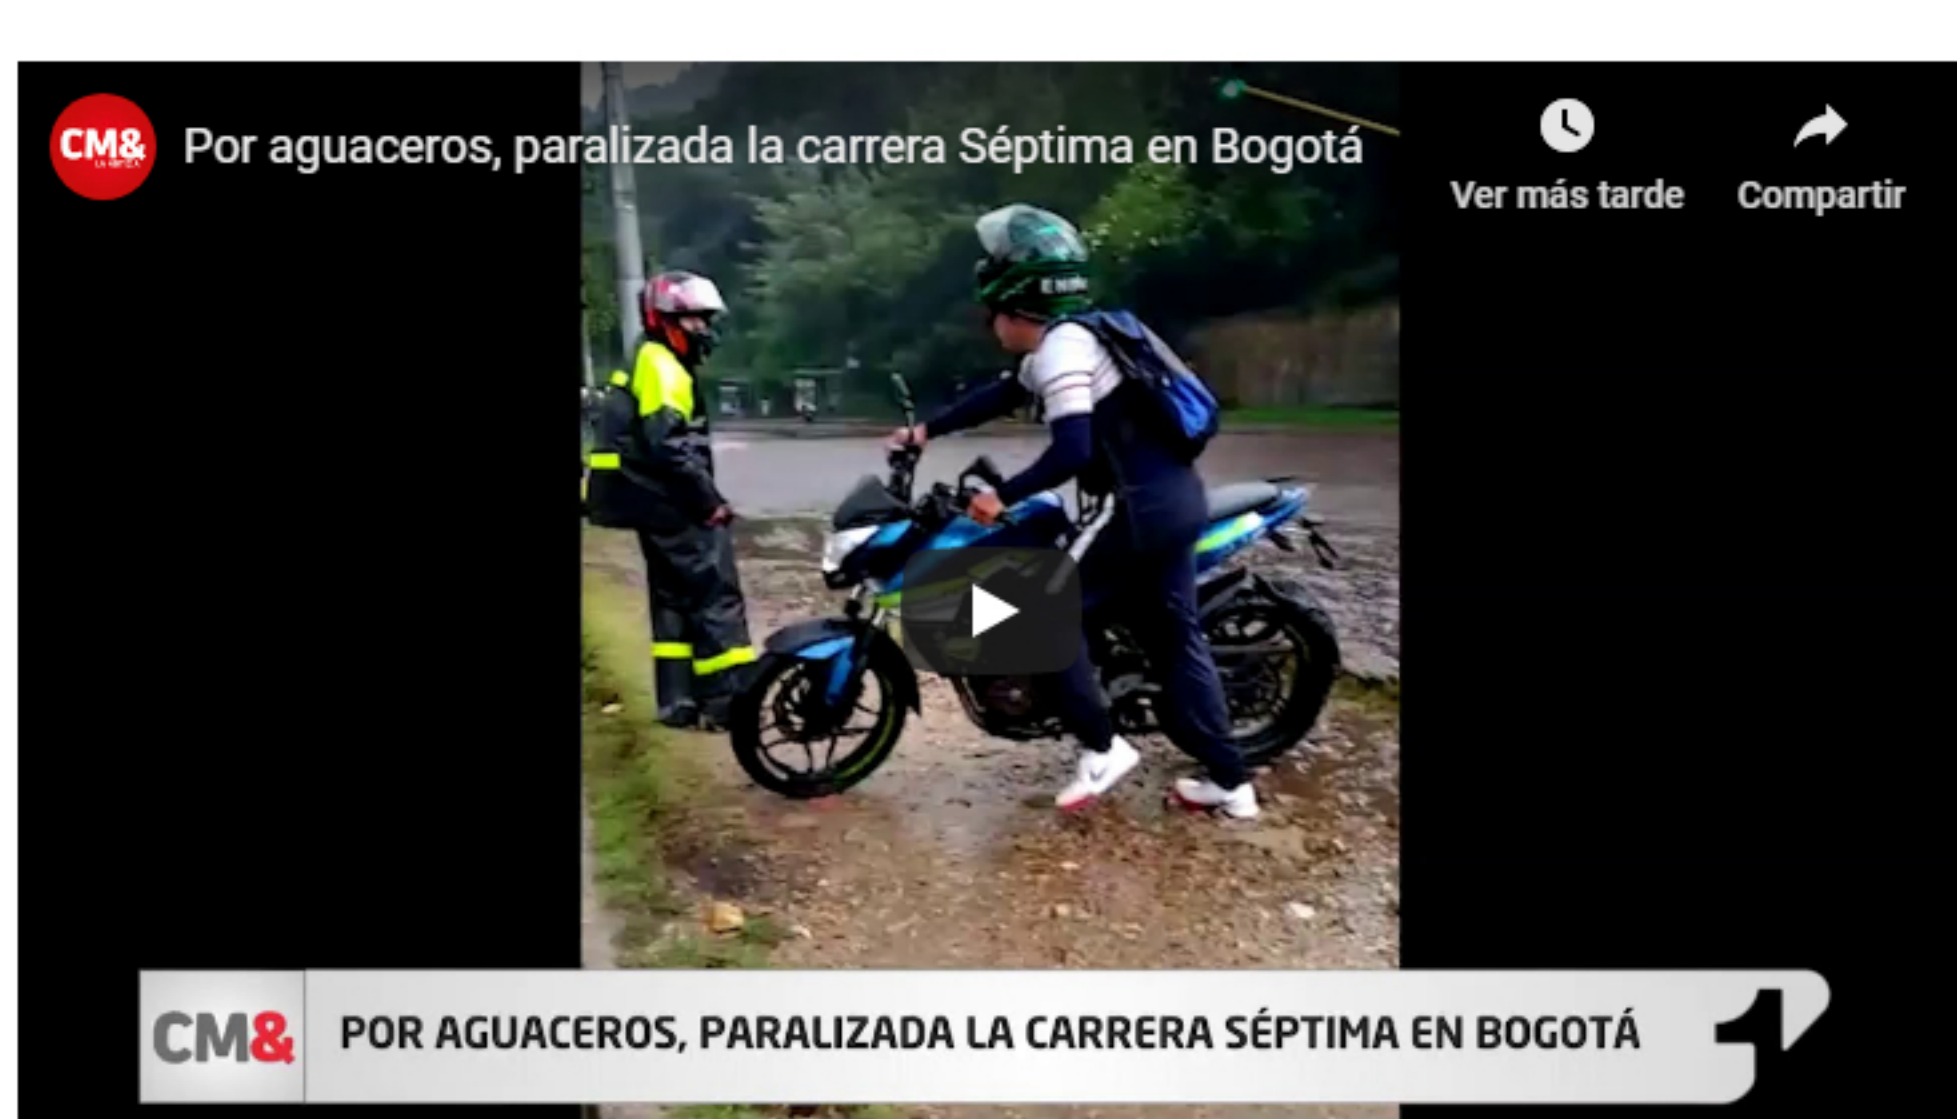 CM&
Por aguaceros, paralizada la carrera Séptima en Bogotá
Ver más tarde
Compartir
CM&
POR AGUACEROS, PARALIZADA LA CARRERA SÉPTIMA EN BOGOTÁ
1